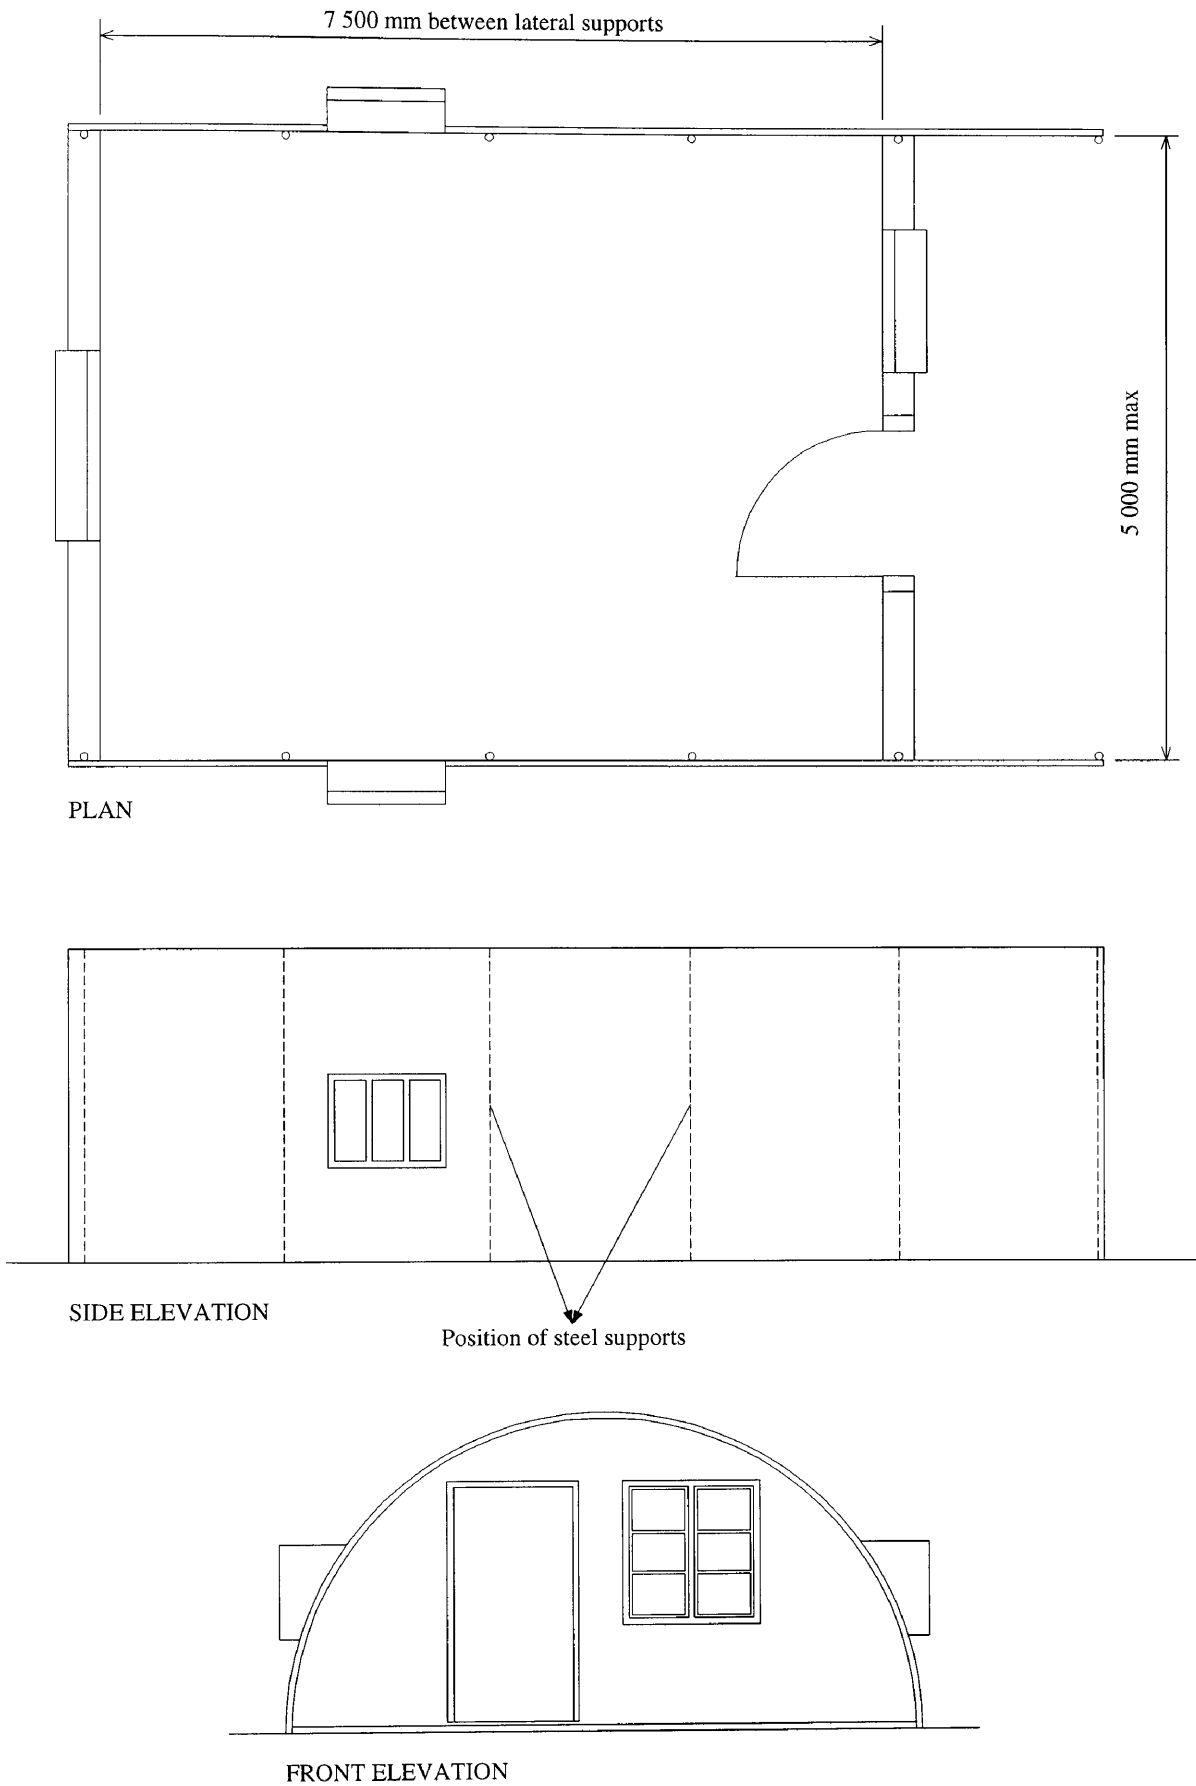 7 500 mm between lateral supports
5 000 mm max
PLAN
SIDE ELEVATION
Position of steel supports
FRONT ELEVATION